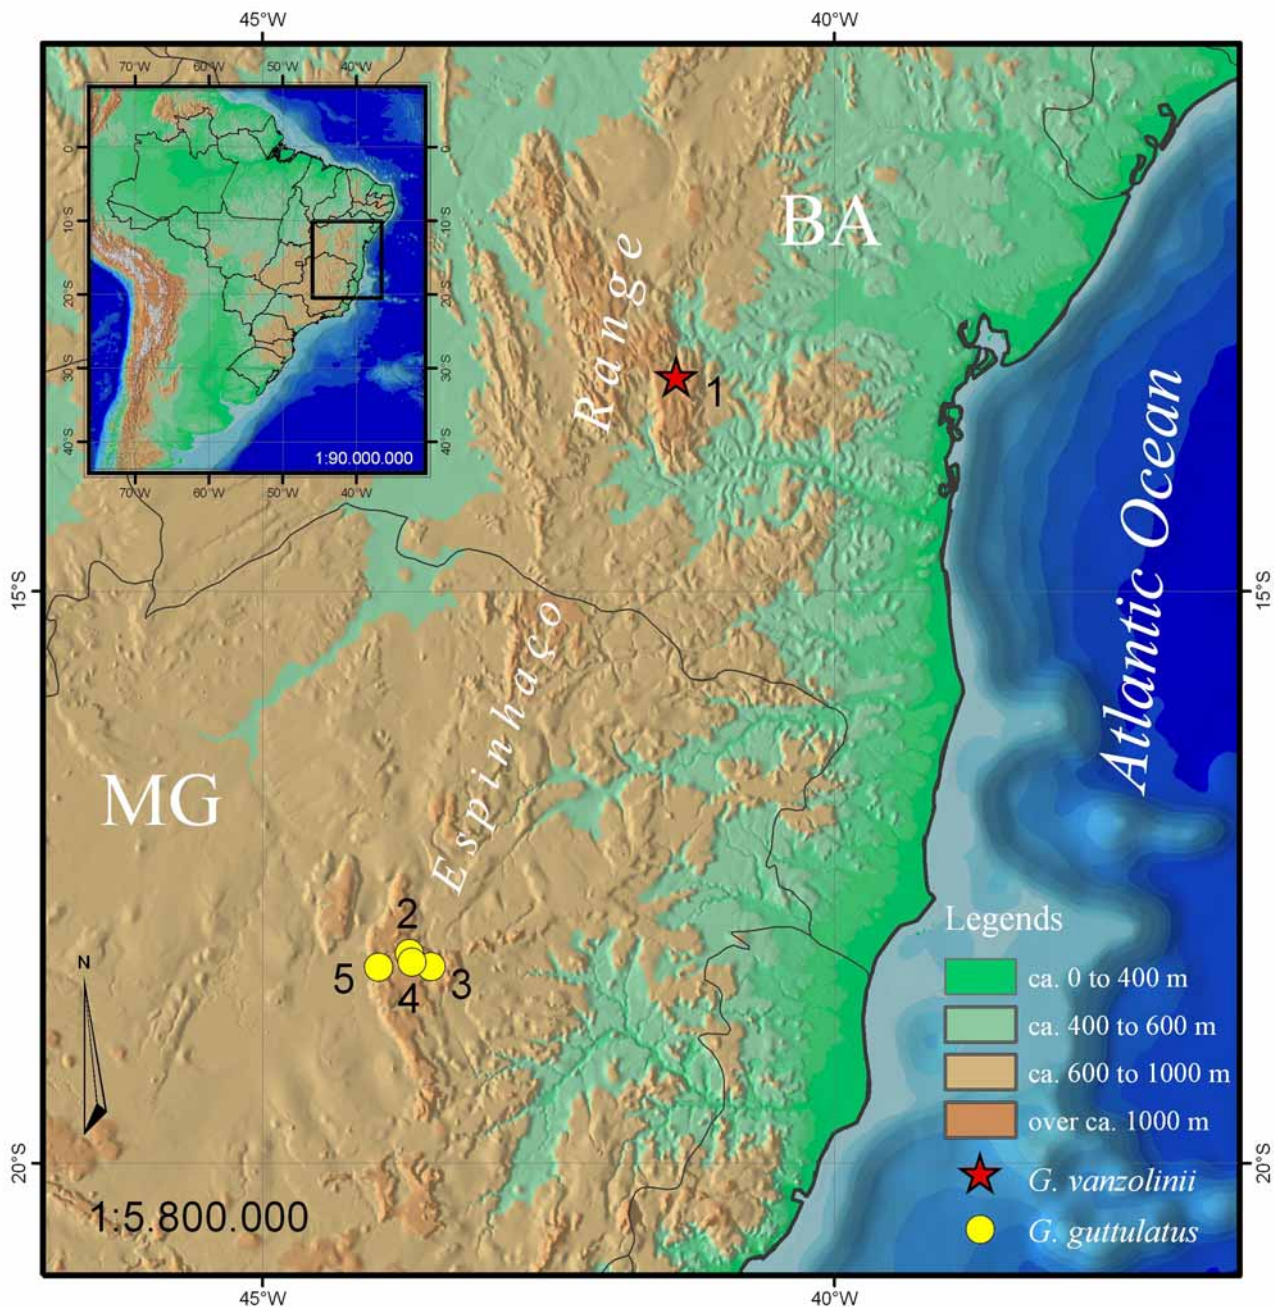 45°W 40°W
70°W 60°W 50°W 40°W
0 0
10°S 10°S
20°S 20°S
30°S 30°S
40°S 40°S
1:90.000.000
70°W 60°W 50°W 40°W
BA
Range
1
Atlantic Ocean
15°S 15°S
Espinhaço
MG
2
5 4 3
N
Legends
ca. 0 to 400 m
ca. 400 to 600 m
ca. 600 to 1000 m
over ca. 1000 m
G. vanzolinii
G. guttulatus
20°S 20°S
1:5.800.000
45°W 40°W